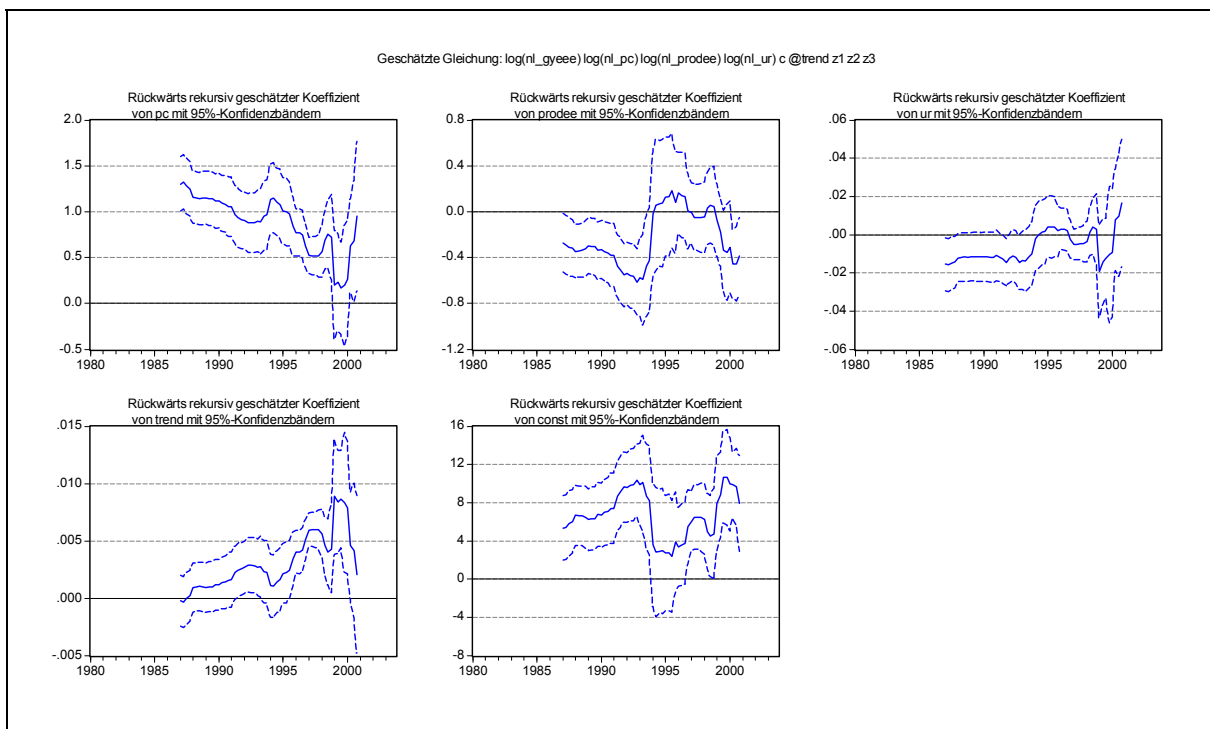 Geschätzte Gleichung: log(nl_gyeee) log(nl_pc) log(nl_prodee) log(nl_ur) c @trend z1 z2 z3
Rückwärts rekursiv geschätzter Koeffizient
von pc mit 95%-Konfidenzbändern
2.0
1.5
1.0
0.5
0.0
-0.5
1980 1985 1990 1995 2000
Rückwärts rekursiv geschätzter Koeffizient
von prodee mit 95%-Konfidenzbändern
0.8
0.4
0.0
-0.4
-0.8
-1.2
1980 1985 1990 1995 2000
Rückwärts rekursiv geschätzter Koeffizient
von ur mit 95%-Konfidenzbändern
.06
.04
.02
.00
-.02
-.04
-.06
1980 1985 1990 1995 2000
Rückwärts rekursiv geschätzter Koeffizient
von trend mit 95%-Konfidenzbändern
.015
.010
.005
.000
-.005
1980 1985 1990 1995 2000
Rückwärts rekursiv geschätzter Koeffizient
von const mit 95%-Konfidenzbändern
16
12
8
4
0
-4
-8
1980 1985 1990 1995 2000